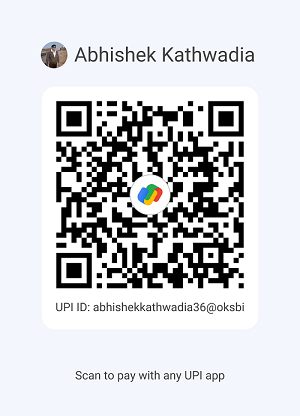 Abhishek Kathwadia
UPI ID: abhishekkathwadia36@oksbi
Scan to pay with any UPI app